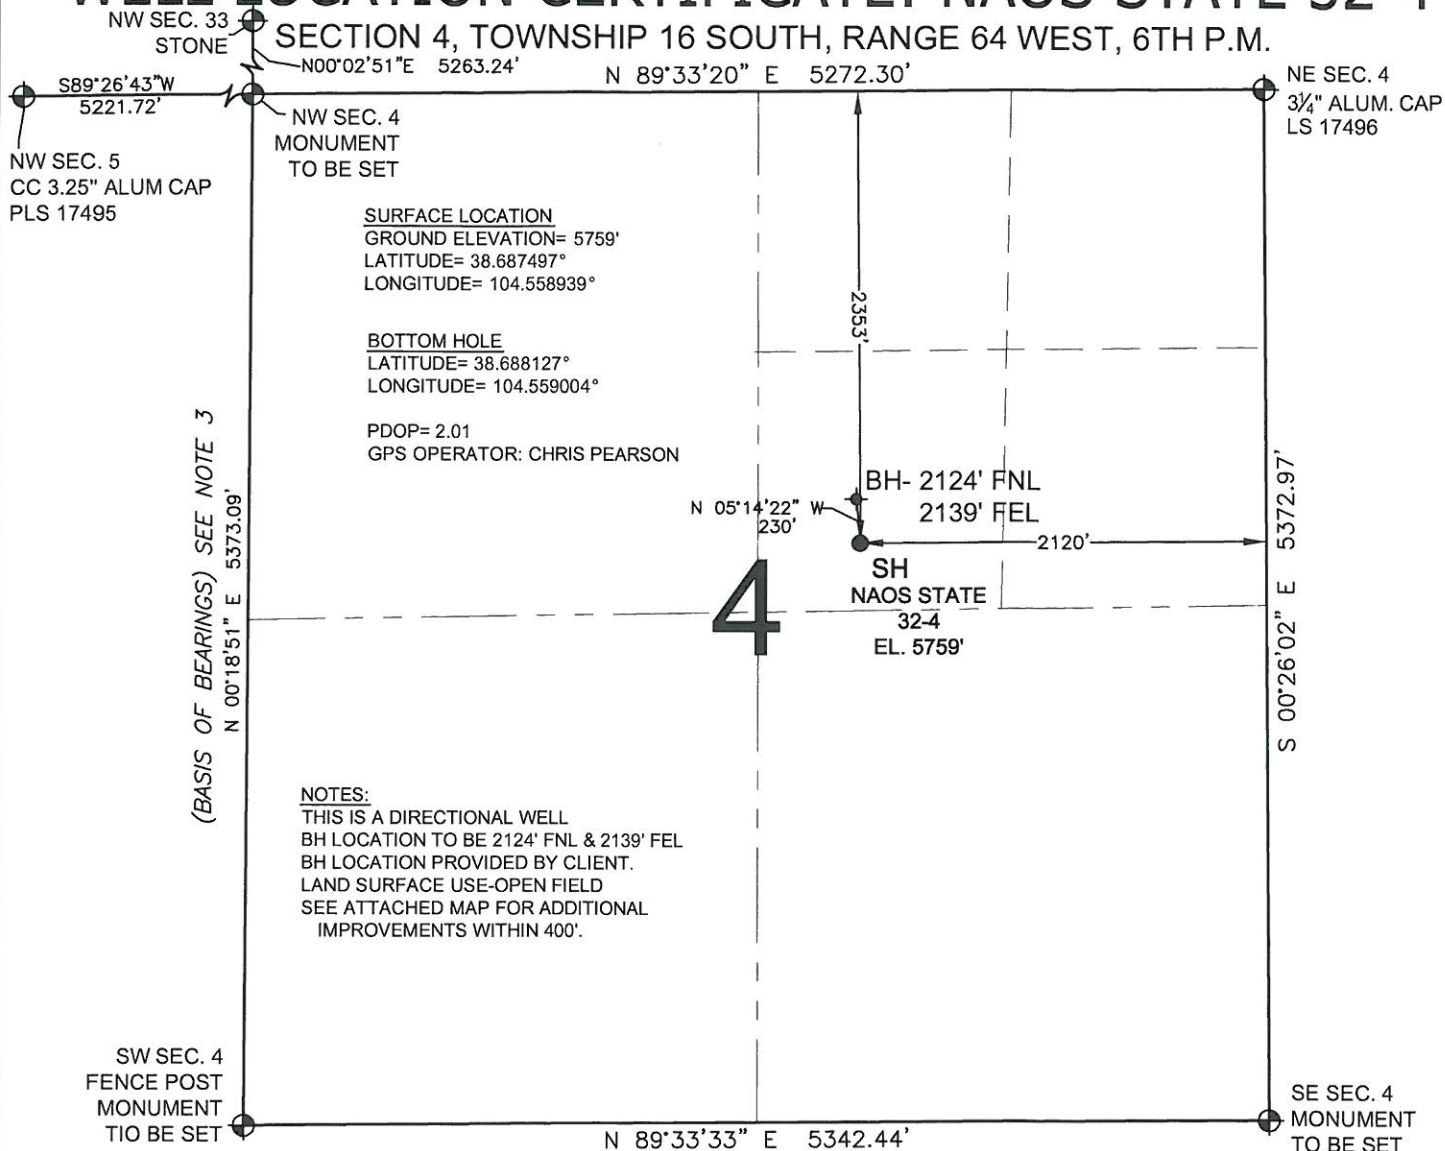 WELL LOCATION CERTIFICATE: NAOS STATE 32-4
SECTION 4, TOWNSHIP 16 SOUTH, RANGE 64 WEST, 6TH P.M.
NW SEC. 33
STONE
N00°02'51"E 5263.24'
N 89°33'20" E 5272.30'
NE SEC. 4
3¼" ALUM. CAP
LS 17496
S89°26'43"W
5221.72'
NW SEC. 4
MONUMENT
TO BE SET
NW SEC. 5
CC 3.25" ALUM CAP
PLS 17495
SURFACE LOCATION
GROUND ELEVATION= 5759'
LATITUDE= 38.687497°
LONGITUDE= 104.558939°
BOTTOM HOLE
LATITUDE= 38.688127°
LONGITUDE= 104.559004°
PDOP= 2.01
GPS OPERATOR: CHRIS PEARSON
2353'
(BASIS OF BEARINGS) SEE NOTE 3
N 00°18'51" E 5373.09'
BH- 2124' FNL
2139' FEL
N 05°14'22" W
230'
2120'
SH
NAOS STATE
32-4
EL. 5759'
4
S 00°26'02" E 5372.97'
NOTES:
THIS IS A DIRECTIONAL WELL
BH LOCATION TO BE 2124' FNL & 2139' FEL
BH LOCATION PROVIDED BY CLIENT.
LAND SURFACE USE-OPEN FIELD
SEE ATTACHED MAP FOR ADDITIONAL
IMPROVEMENTS WITHIN 400'.
SW SEC. 4
FENCE POST
MONUMENT
TIO BE SET
N 89°33'33" E 5342.44'
SE SEC. 4
MONUMENT
TO BE SET